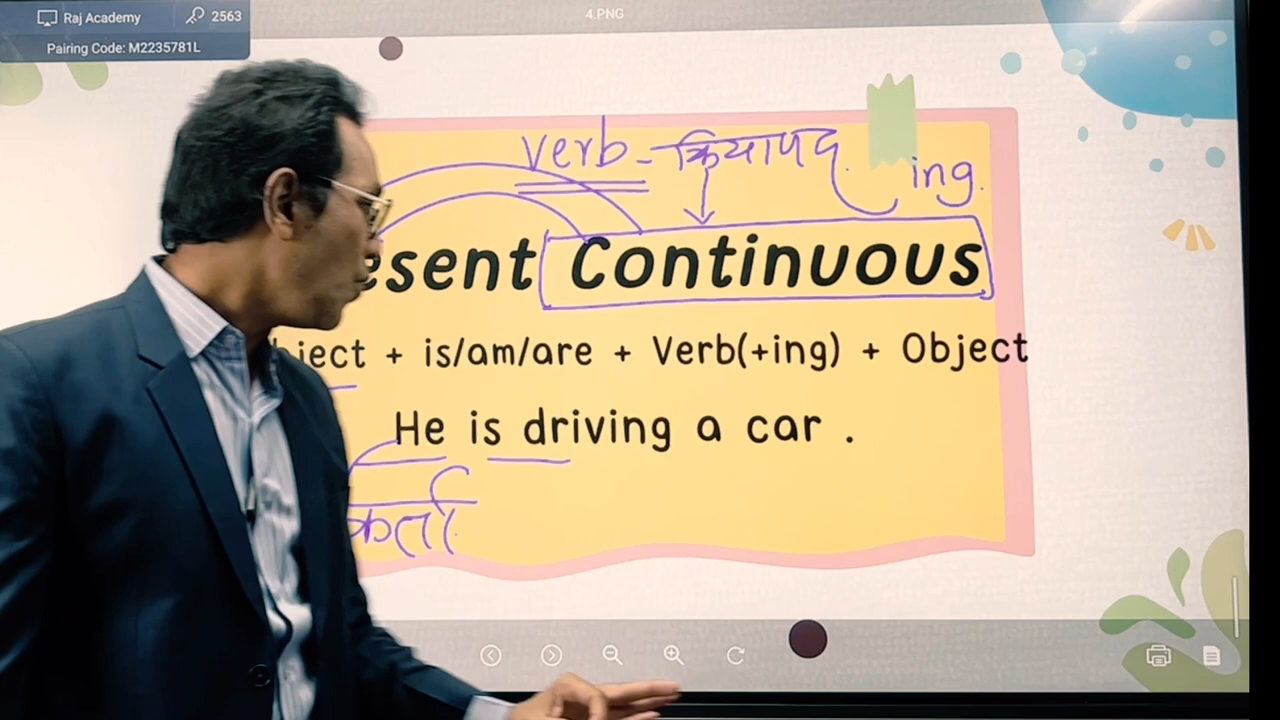 Raj Academy 2563
Pairing Code: M2235781L
4.PNG
verb - क्रियापद
ing.
esent Continuous
bject + is/am/are + Verb(+ing) + Object
He is driving a car .
कर्ता